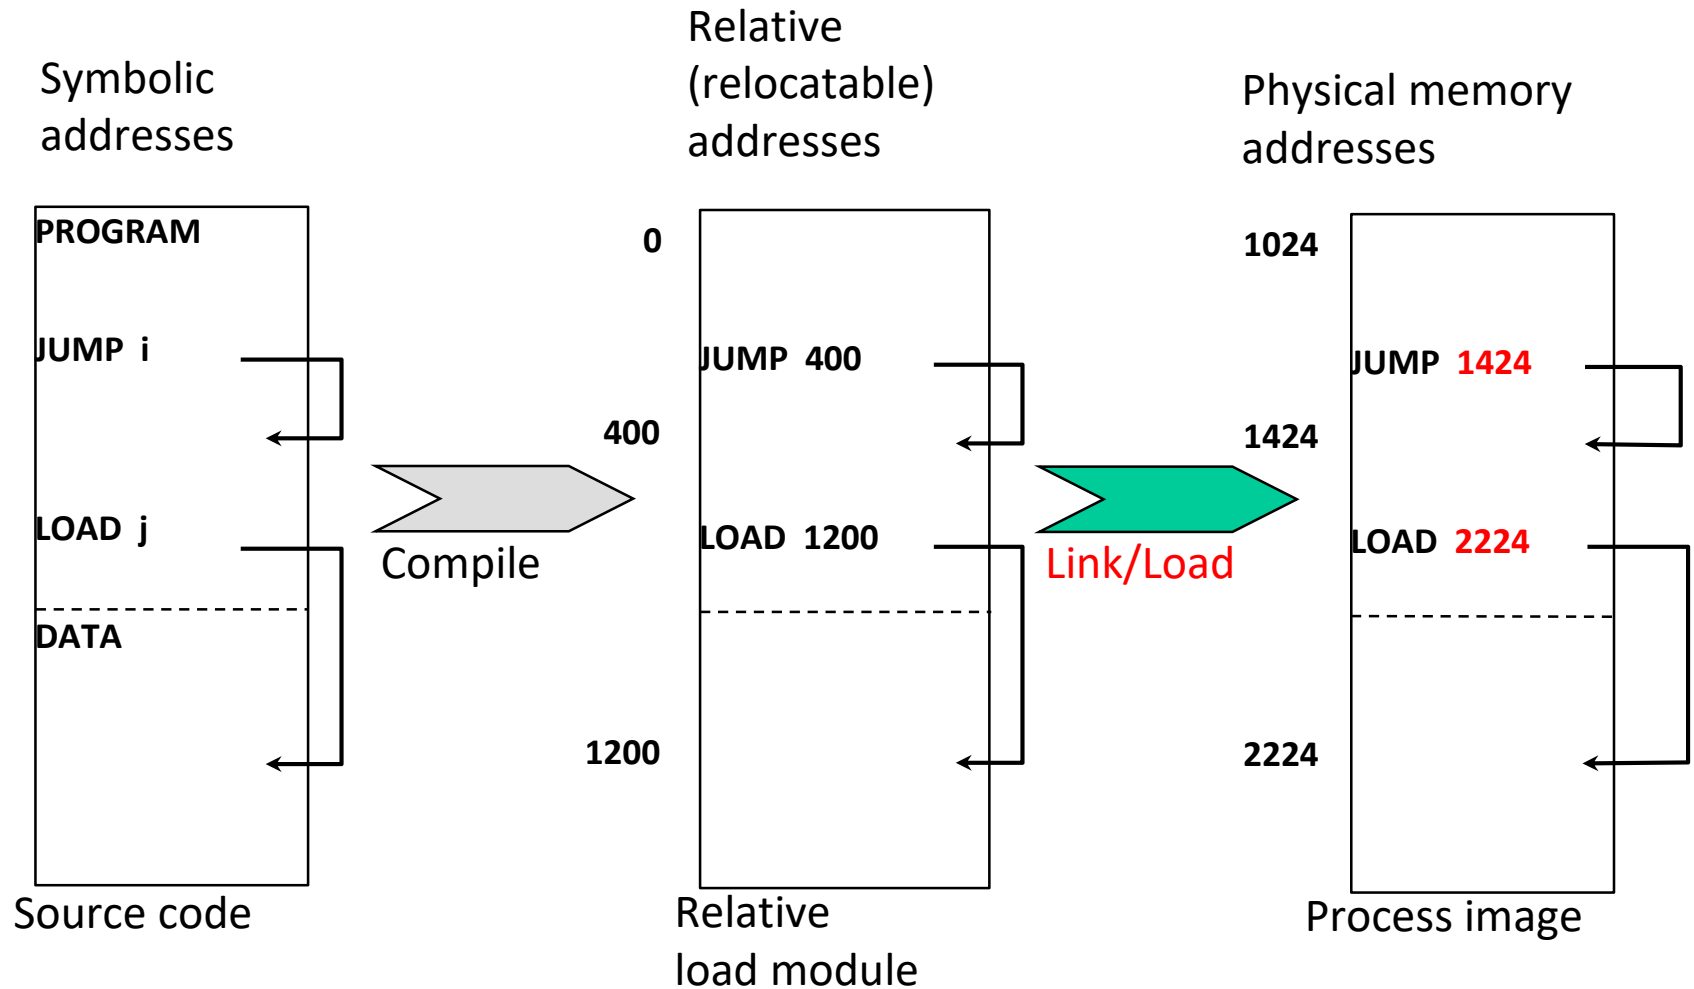 Symbolic
addresses
PROGRAM
JUMP i
LOAD j
DATA
Source code
Compile
Relative
(relocatable)
addresses
0
JUMP 400
400
LOAD 1200
1200
Relative
load module
Link/Load
Physical memory
addresses
1024
JUMP 1424
1424
LOAD 2224
2224
Process image